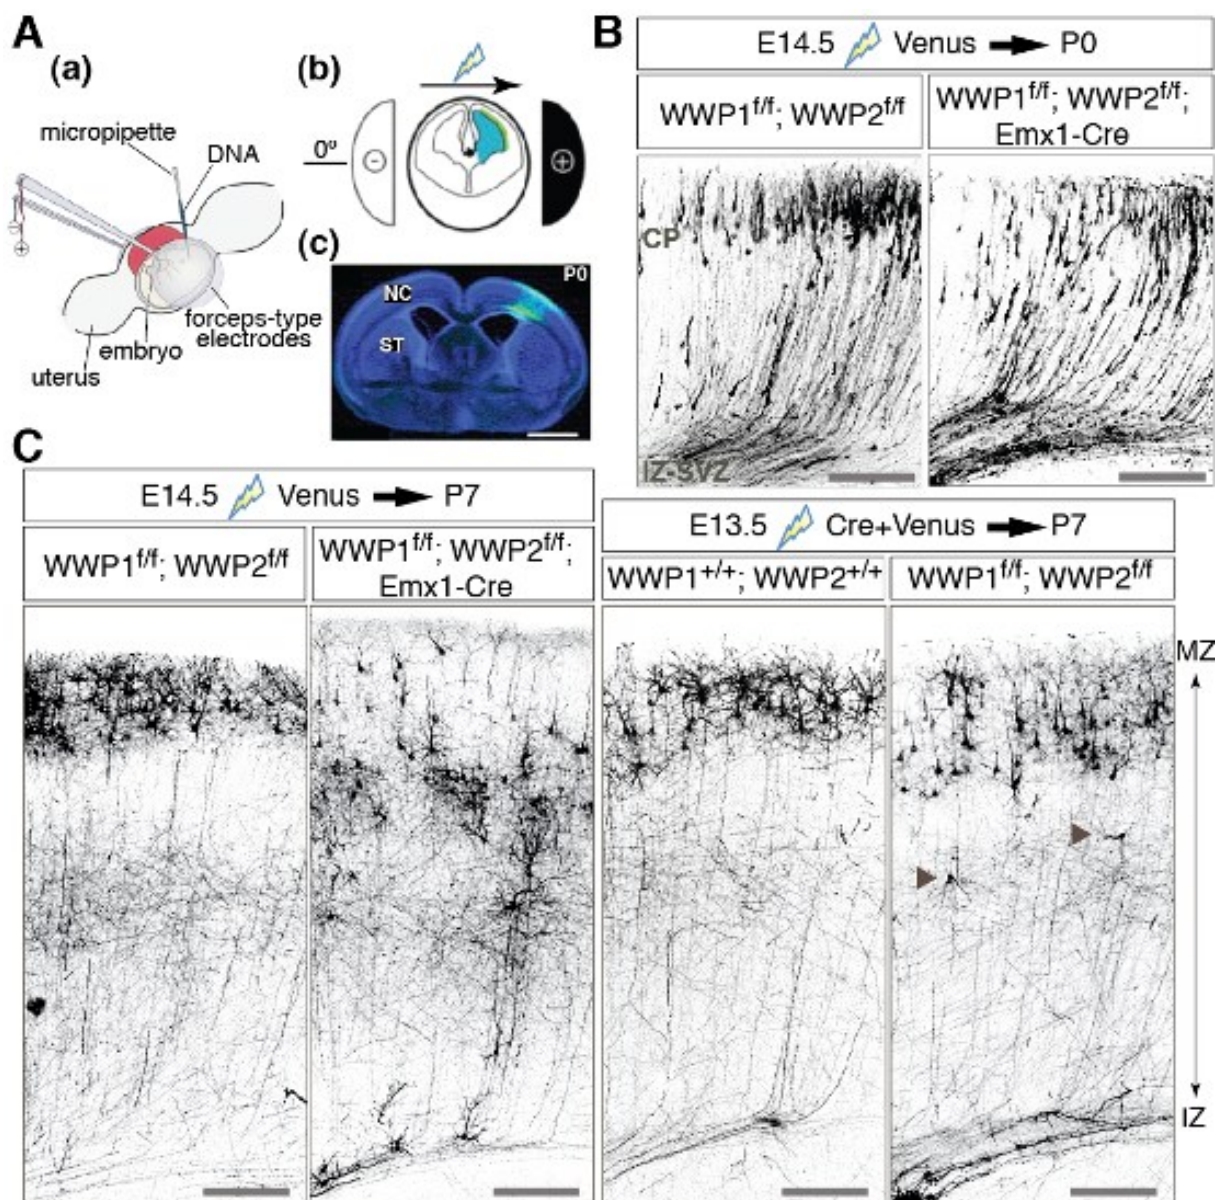 A
(a)
micropipette
DNA
−
+
forceps-type
electrodes
embryo
uterus
(b)
0º
−
+
(c)
P0
NC
ST
B
E14.5 Venus P0
WWP1f/f; WWP2f/f
WWP1f/f; WWP2f/f;
Emx1-Cre
CP
IZ-SVZ
C
E14.5 Venus P7
WWP1f/f; WWP2f/f
WWP1f/f; WWP2f/f;
Emx1-Cre
E13.5 Cre+Venus P7
WWP1+/+; WWP2+/+
WWP1f/f; WWP2f/f
MZ
IZ